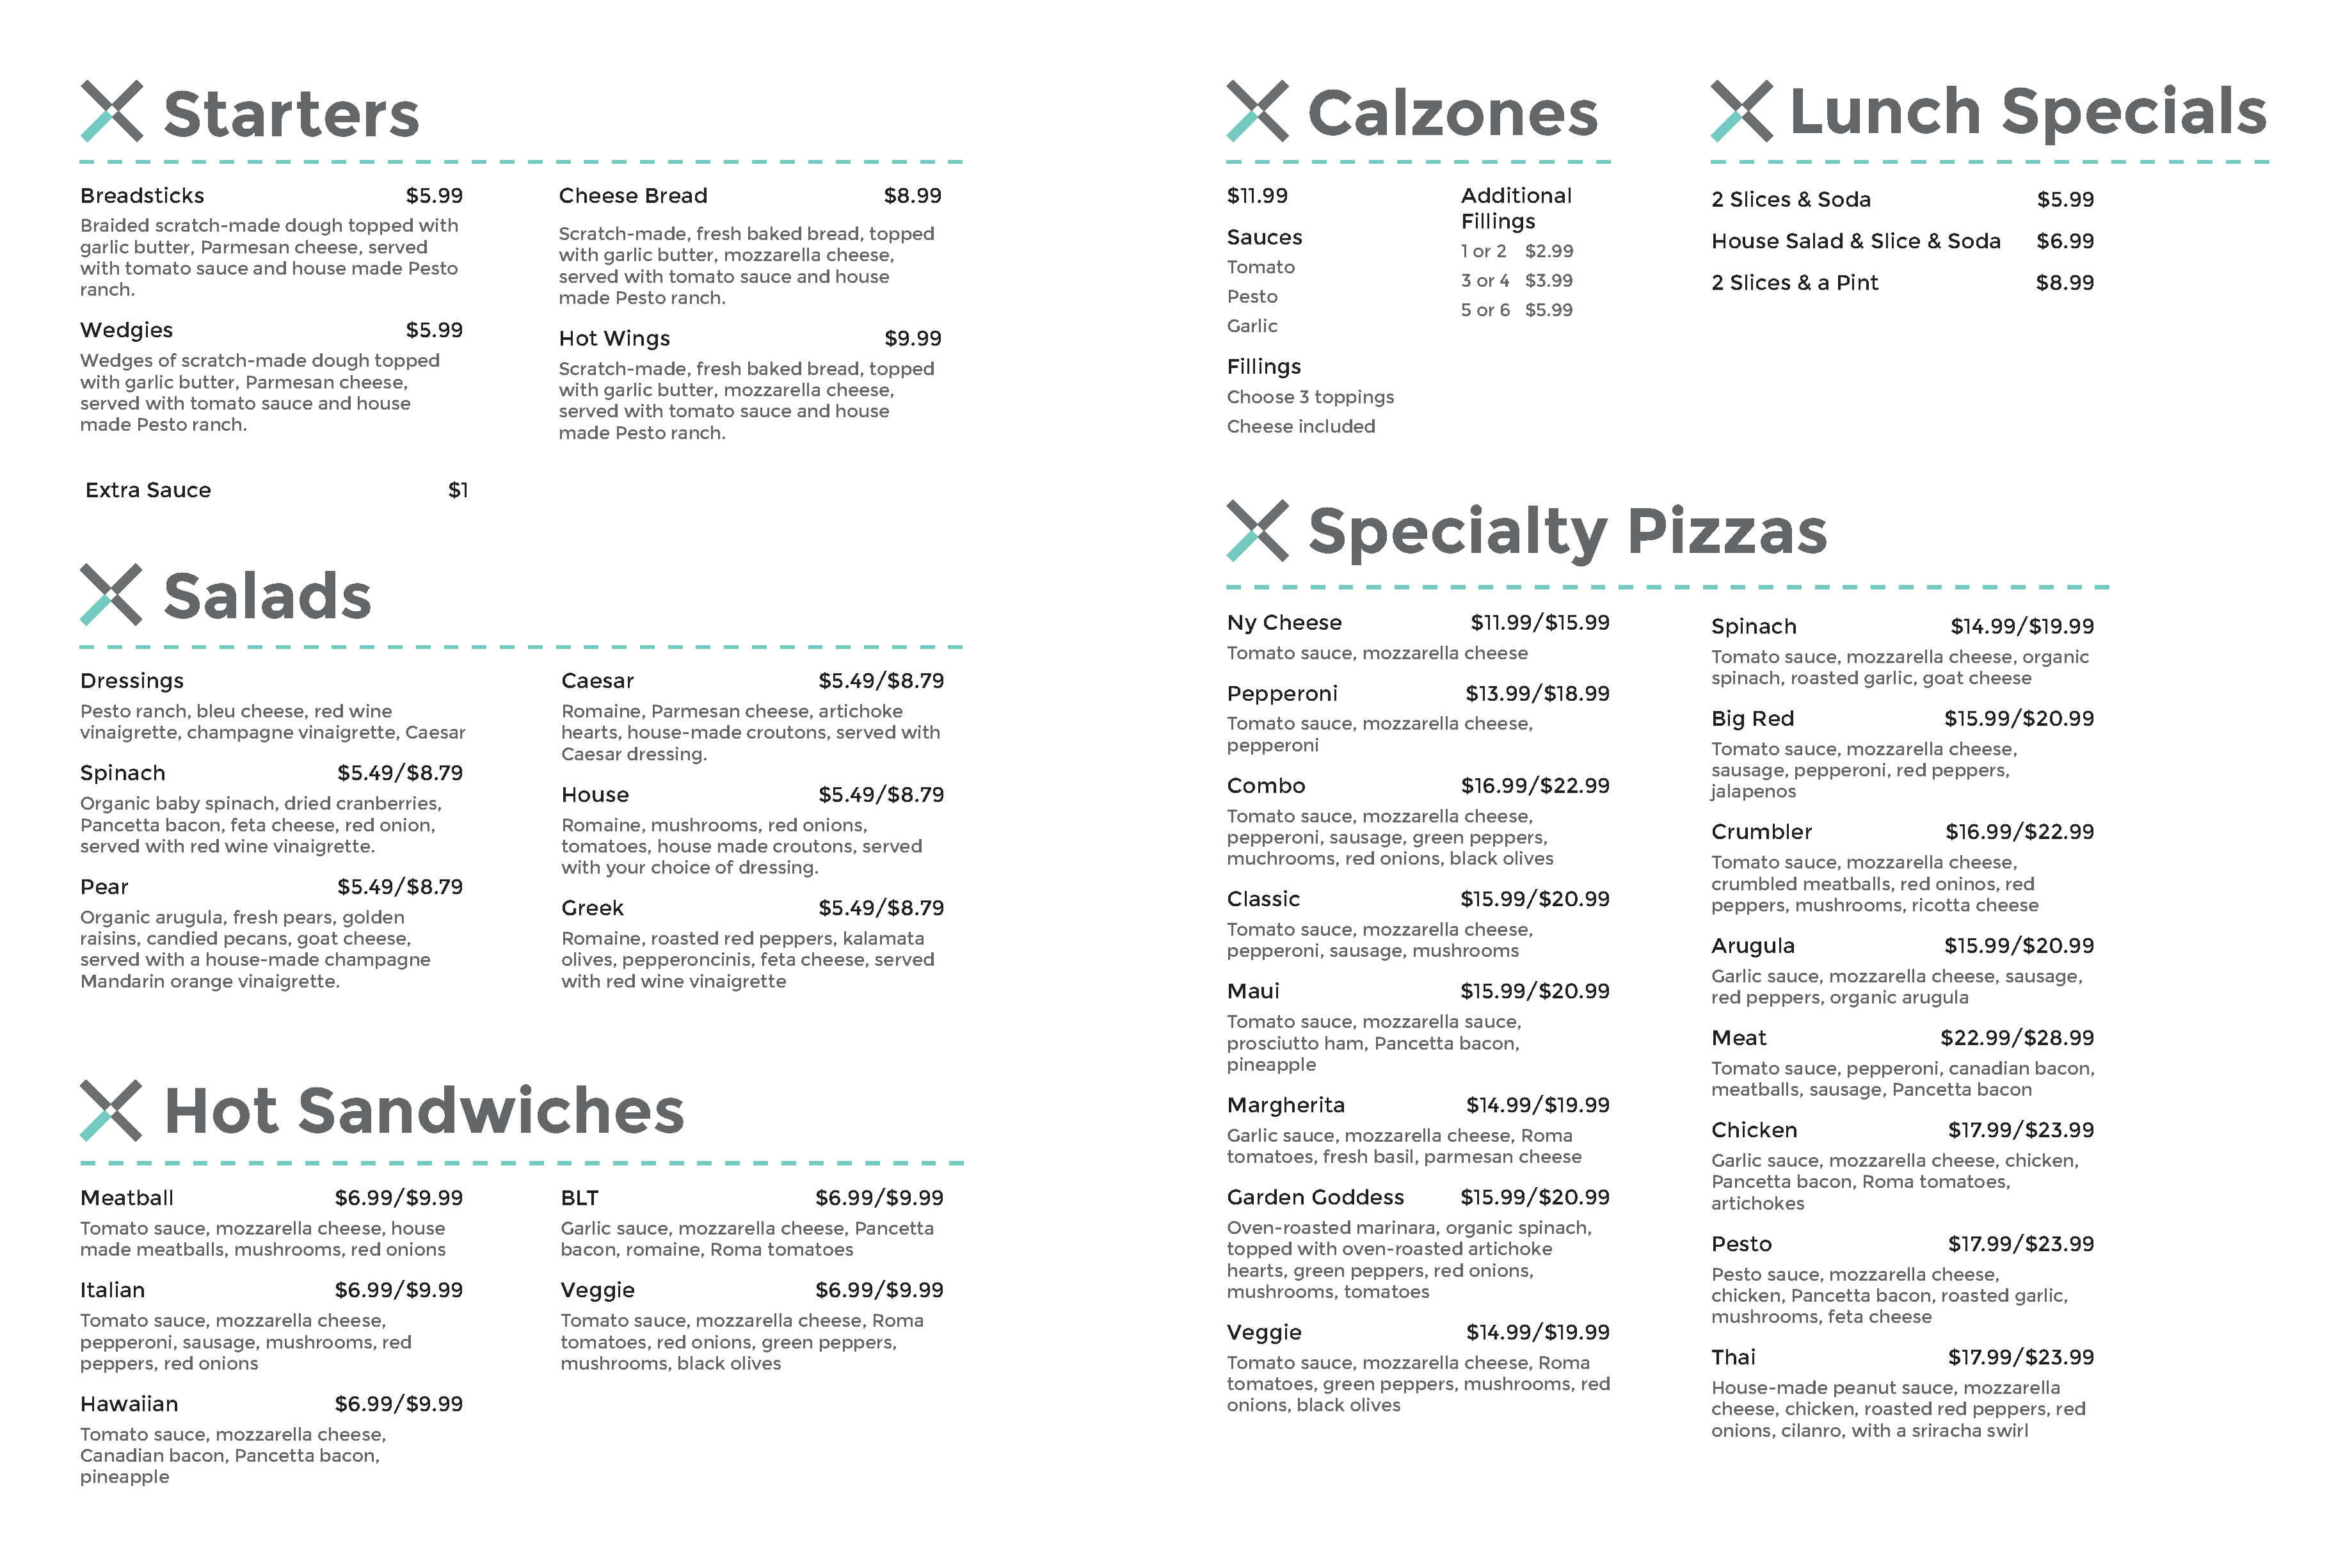 Starters
Breadsticks $5.99
Braided scratch-made dough topped with
garlic butter, Parmesan cheese, served
with tomato sauce and house made Pesto
ranch.
Wedgies $5.99
Wedges of scratch-made dough topped
with garlic butter, Parmesan cheese,
served with tomato sauce and house
made Pesto ranch.
Extra Sauce $1
Cheese Bread $8.99
Scratch-made, fresh baked bread, topped
with garlic butter, mozzarella cheese,
served with tomato sauce and house
made Pesto ranch.
Hot Wings $9.99
Scratch-made, fresh baked bread, topped
with garlic butter, mozzarella cheese,
served with tomato sauce and house
made Pesto ranch.
Salads
Dressings
Pesto ranch, bleu cheese, red wine
vinaigrette, champagne vinaigrette, Caesar
Spinach $5.49/$8.79
Organic baby spinach, dried cranberries,
Pancetta bacon, feta cheese, red onion,
served with red wine vinaigrette.
Pear $5.49/$8.79
Organic arugula, fresh pears, golden
raisins, candied pecans, goat cheese,
served with a house-made champagne
Mandarin orange vinaigrette.
Caesar $5.49/$8.79
Romaine, Parmesan cheese, artichoke
hearts, house-made croutons, served with
Caesar dressing.
House $5.49/$8.79
Romaine, mushrooms, red onions,
tomatoes, house made croutons, served
with your choice of dressing.
Greek $5.49/$8.79
Romaine, roasted red peppers, kalamata
olives, pepperoncinis, feta cheese, served
with red wine vinaigrette
Hot Sandwiches
Meatball $6.99/$9.99
Tomato sauce, mozzarella cheese, house
made meatballs, mushrooms, red onions
Italian $6.99/$9.99
Tomato sauce, mozzarella cheese,
pepperoni, sausage, mushrooms, red
peppers, red onions
Hawaiian $6.99/$9.99
Tomato sauce, mozzarella cheese,
Canadian bacon, Pancetta bacon,
pineapple
BLT $6.99/$9.99
Garlic sauce, mozzarella cheese, Pancetta
bacon, romaine, Roma tomatoes
Veggie $6.99/$9.99
Tomato sauce, mozzarella cheese, Roma
tomatoes, red onions, green peppers,
mushrooms, black olives
Calzones
$11.99
Sauces
Tomato
Pesto
Garlic
Fillings
Choose 3 toppings
Cheese included
Additional
Fillings
1 or 2 $2.99
3 or 4 $3.99
5 or 6 $5.99
Lunch Specials
2 Slices & Soda $5.99
House Salad & Slice & Soda $6.99
2 Slices & a Pint $8.99
Specialty Pizzas
Ny Cheese $11.99/$15.99
Tomato sauce, mozzarella cheese
Pepperoni $13.99/$18.99
Tomato sauce, mozzarella cheese,
pepperoni
Combo $16.99/$22.99
Tomato sauce, mozzarella cheese,
pepperoni, sausage, green peppers,
muchrooms, red onions, black olives
Classic $15.99/$20.99
Tomato sauce, mozzarella cheese,
pepperoni, sausage, mushrooms
Maui $15.99/$20.99
Tomato sauce, mozzarella sauce,
prosciutto ham, Pancetta bacon,
pineapple
Margherita $14.99/$19.99
Garlic sauce, mozzarella cheese, Roma
tomatoes, fresh basil, parmesan cheese
Garden Goddess $15.99/$20.99
Oven-roasted marinara, organic spinach,
topped with oven-roasted artichoke
hearts, green peppers, red onions,
mushrooms, tomatoes
Veggie $14.99/$19.99
Tomato sauce, mozzarella cheese, Roma
tomatoes, green peppers, mushrooms, red
onions, black olives
Spinach $14.99/$19.99
Tomato sauce, mozzarella cheese, organic
spinach, roasted garlic, goat cheese
Big Red $15.99/$20.99
Tomato sauce, mozzarella cheese,
sausage, pepperoni, red peppers,
jalapenos
Crumbler $16.99/$22.99
Tomato sauce, mozzarella cheese,
crumbled meatballs, red oninos, red
peppers, mushrooms, ricotta cheese
Arugula $15.99/$20.99
Garlic sauce, mozzarella cheese, sausage,
red peppers, organic arugula
Meat $22.99/$28.99
Tomato sauce, pepperoni, canadian bacon,
meatballs, sausage, Pancetta bacon
Chicken $17.99/$23.99
Garlic sauce, mozzarella cheese, chicken,
Pancetta bacon, Roma tomatoes,
artichokes
Pesto $17.99/$23.99
Pesto sauce, mozzarella cheese,
chicken, Pancetta bacon, roasted garlic,
mushrooms, feta cheese
Thai $17.99/$23.99
House-made peanut sauce, mozzarella
cheese, chicken, roasted red peppers, red
onions, cilanro, with a sriracha swirl